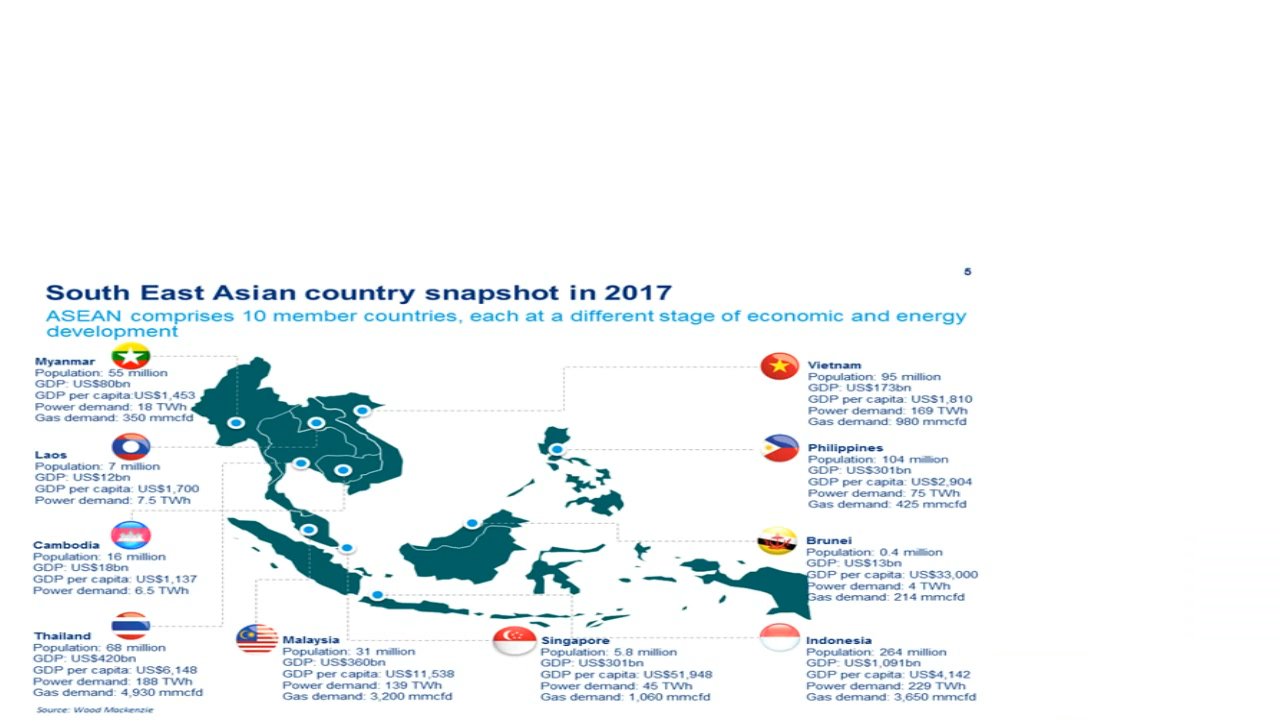 5
South East Asian country snapshot in 2017
ASEAN comprises 10 member countries, each at a different stage of economic and energy
development
Myanmar
Population: 55 million
GDP: US$80bn
GDP per capita:US$1,453
Power demand: 18 TWh
Gas demand: 350 mmcfd
Laos
Population: 7 million
GDP: US$12bn
GDP per capita: US$1,700
Power demand: 7.5 TWh
Cambodia
Population: 16 million
GDP: US$18bn
GDP per capita: US$1,137
Power demand: 6.5 TWh
Thailand
Population: 68 million
GDP: US$420bn
GDP per capita: US$6,148
Power demand: 188 TWh
Gas demand: 4,930 mmcfd
Malaysia
Population: 31 million
GDP: US$360bn
GDP per capita: US$11,538
Power demand: 139 TWh
Gas demand: 3,200 mmcfd
Singapore
Population: 5.8 million
GDP: US$301bn
GDP per capita: US$51,948
Power demand: 45 TWh
Gas demand: 1,060 mmcfd
Vietnam
Population: 95 million
GDP: US$173bn
GDP per capita: US$1,810
Power demand: 169 TWh
Gas demand: 980 mmcfd
Philippines
Population: 104 million
GDP: US$301bn
GDP per capita: US$2,904
Power demand: 75 TWh
Gas demand: 425 mmcfd
Brunei
Population: 0.4 million
GDP: US$13bn
GDP per capita: US$33,000
Power demand: 4 TWh
Gas demand: 214 mmcfd
Indonesia
Population: 264 million
GDP: US$1,091bn
GDP per capita: US$4,142
Power demand: 229 TWh
Gas demand: 3,650 mmcfd
Source: Wood Mackenzie